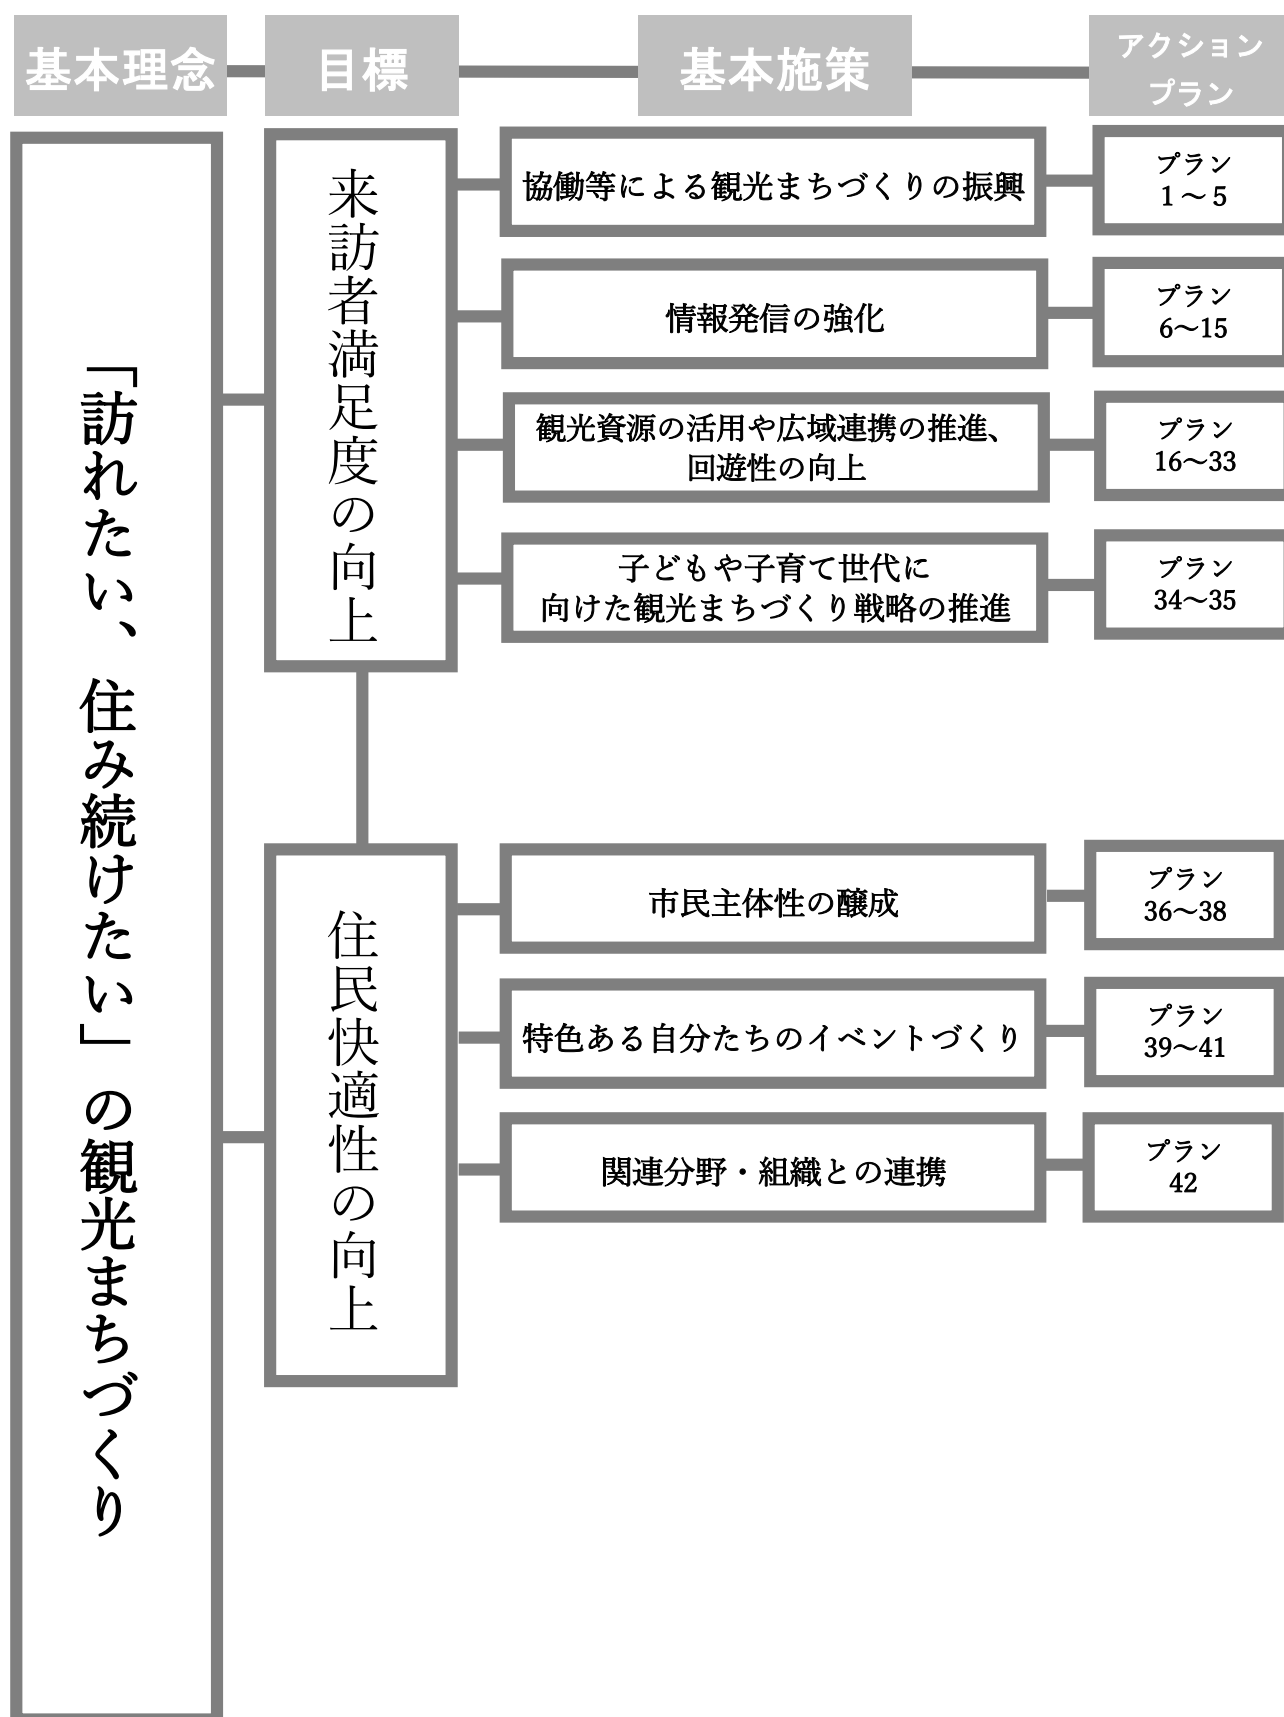 基本理念
目標
基本施策
アクション
プラン
「訪れたい、住み続けたい」の観光まちづくり
来訪者満足度の向上
協働等による観光まちづくりの振興
プラン
1～5
情報発信の強化
プラン
6～15
観光資源の活用や広域連携の推進、
回遊性の向上
プラン
16～33
子どもや子育て世代に
向けた観光まちづくり戦略の推進
プラン
34～35
住民快適性の向上
市民主体性の醸成
プラン
36～38
特色ある自分たちのイベントづくり
プラン
39～41
関連分野・組織との連携
プラン
42